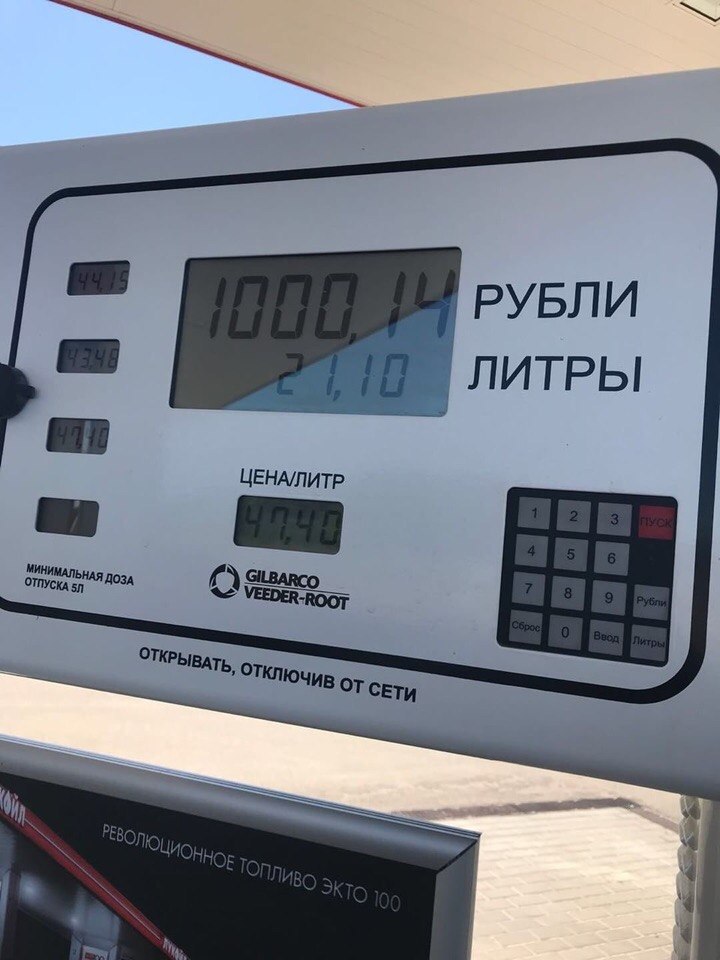 44,15
1000,14 РУБЛИ
43,48
21,10 ЛИТРЫ
47,40
ЦЕНА/ЛИТР
47,40
GILBARCO
VEEDER-ROOT
МИНИМАЛЬНАЯ ДОЗА
ОТПУСКА 5Л
1 2 3 ПУСК
4 5 6
7 8 9 Рубли
Сброс 0 Ввод Литры
ОТКРЫВАТЬ, ОТКЛЮЧИВ ОТ СЕТИ
РЕВОЛЮЦИОННОЕ ТОПЛИВО ЭКТО 100